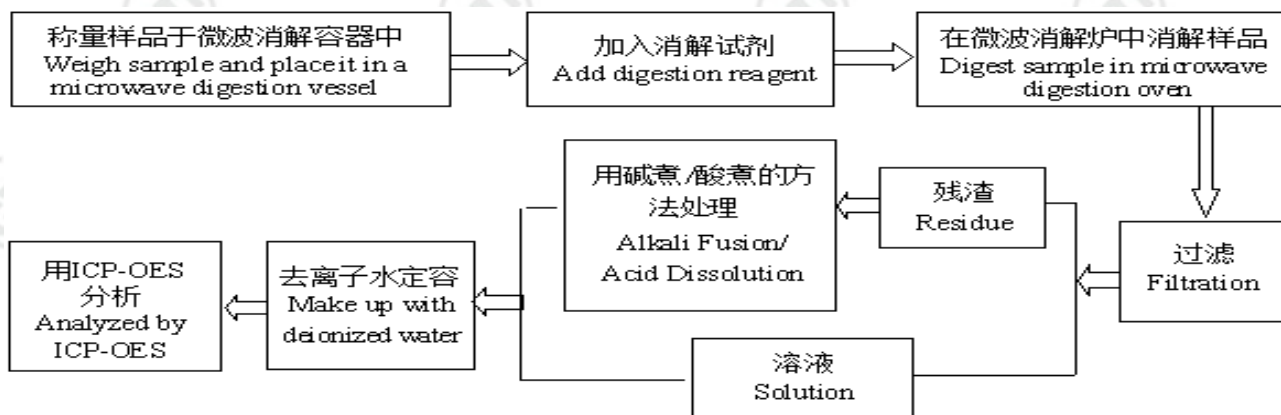 称量样品于微波消解容器中
Weigh sample and place it in a
microwave digestion vessel
加入消解试剂
Add digestion reagent
在微波消解炉中消解样品
Digest sample in microwave
digestion oven
过滤
Filtration
残渣
Residue
用碱煮/酸煮的方
法处理
Alkali Fusion/
Acid Dissolution
溶液
Solution
去离子水定容
Make up with
deionized water
用ICP-OES
分析
Analyzed by
ICP-OES